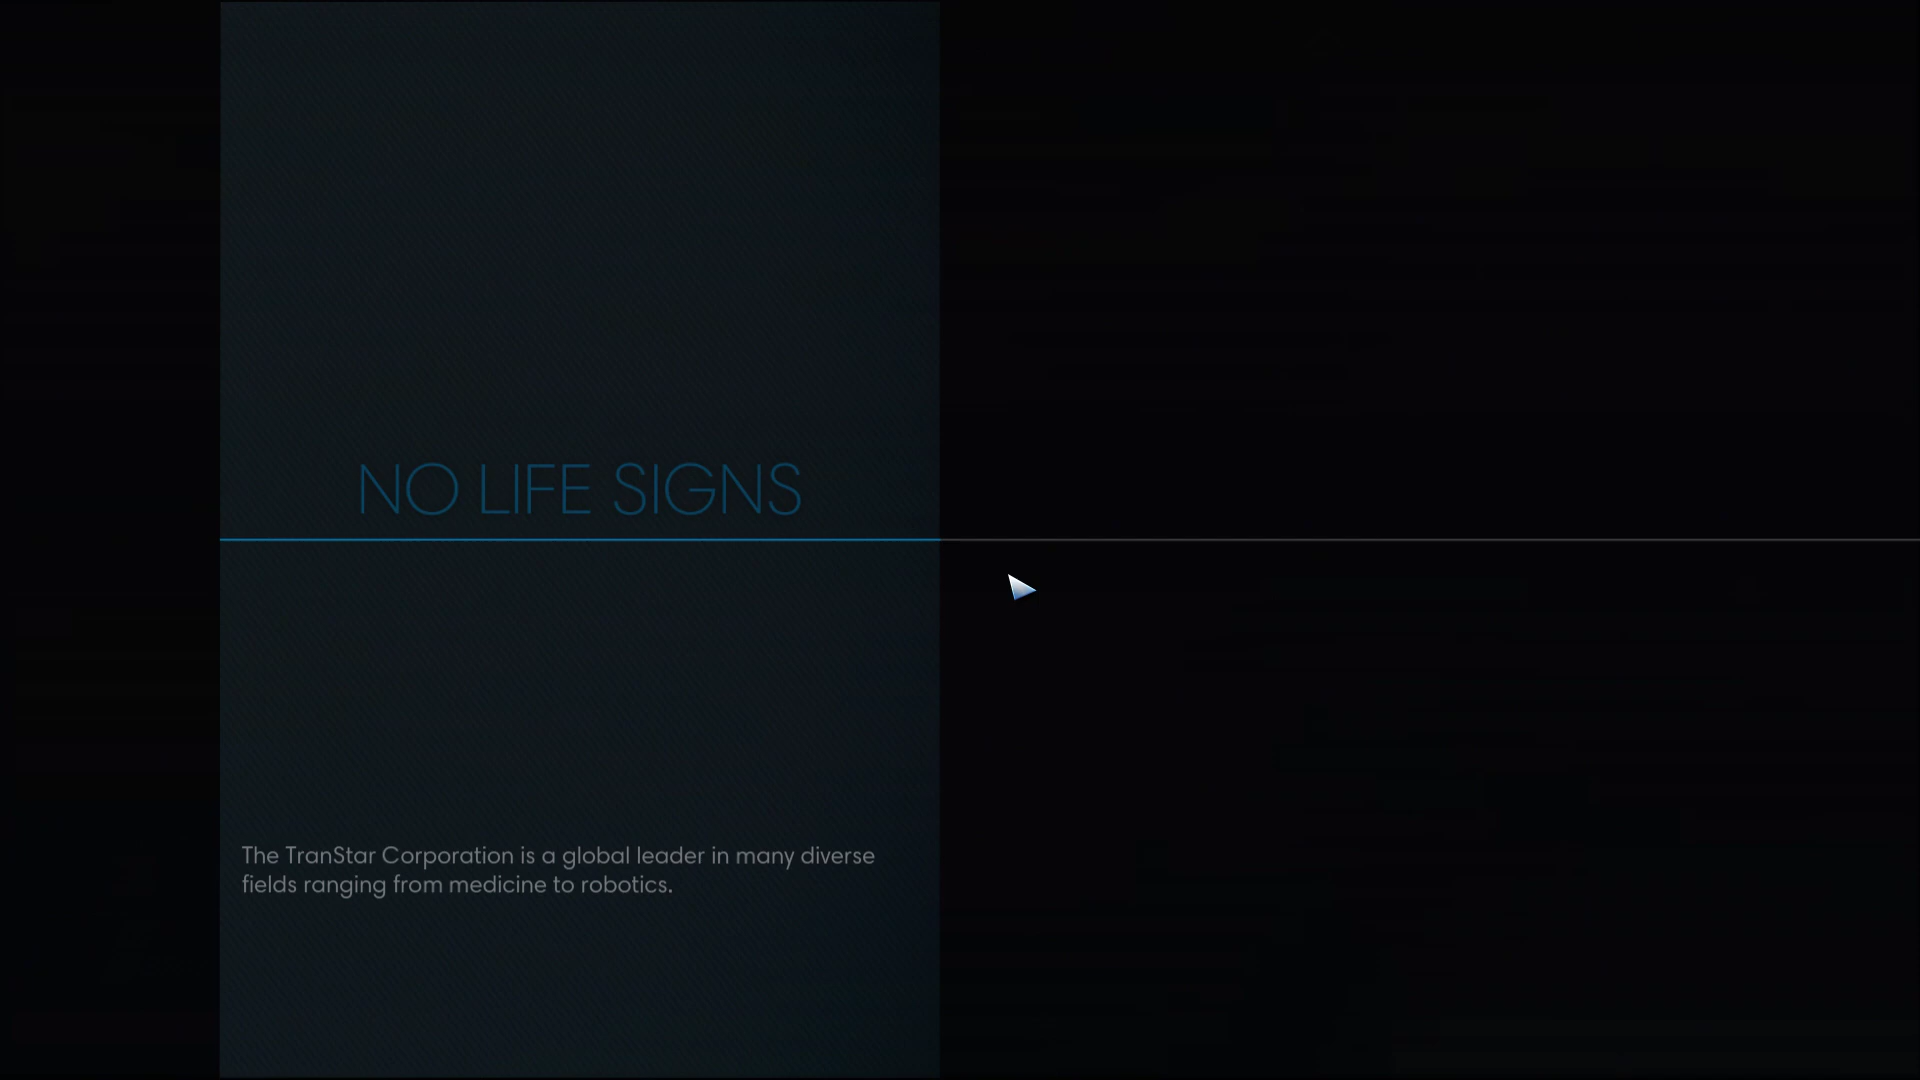 NO LIFE SIGNS
The TranStar Corporation is a global leader in many diverse
fields ranging from medicine to robotics.